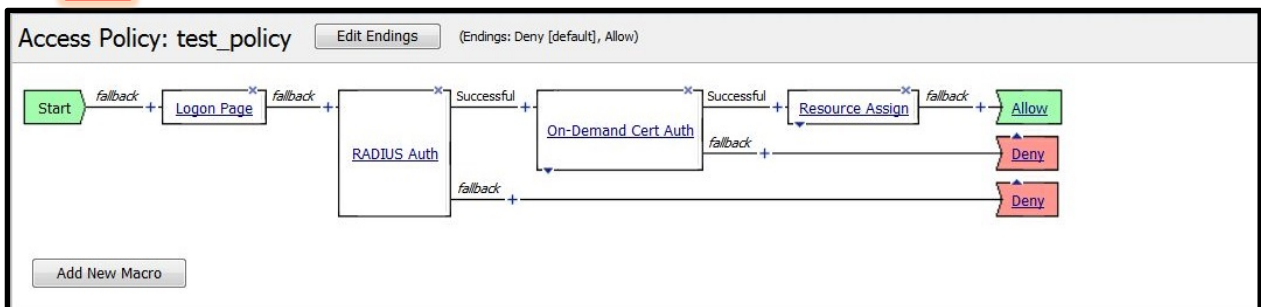 Access Policy: test_policy Edit Endings (Endings: Deny [default], Allow)
Start fallback + Logon Page fallback + RADIUS Auth Successful + On-Demand Cert Auth Successful + Resource Assign fallback + Allow
fallback + Deny
fallback + Deny
Add New Macro